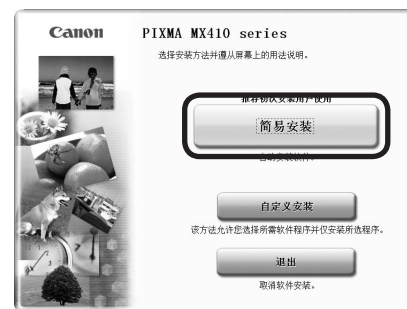 Canon
PIXMA MX410 series
选择安装方法并遵从屏幕上的用法说明。
推荐初次安装用户使用
简易安装
自动安装软件。
自定义安装
该方法允许您选择所需软件程序并仅安装所选程序。
退出
取消软件安装。